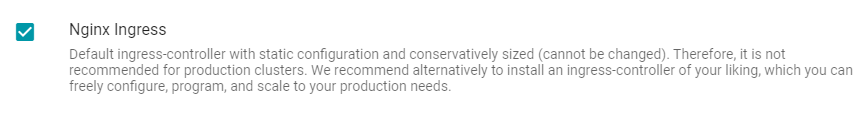 Nginx Ingress
Default ingress-controller with static configuration and conservatively sized (cannot be changed). Therefore, it is not
recommended for production clusters. We recommend alternatively to install an ingress-controller of your liking, which you can
freely configure, program, and scale to your production needs.